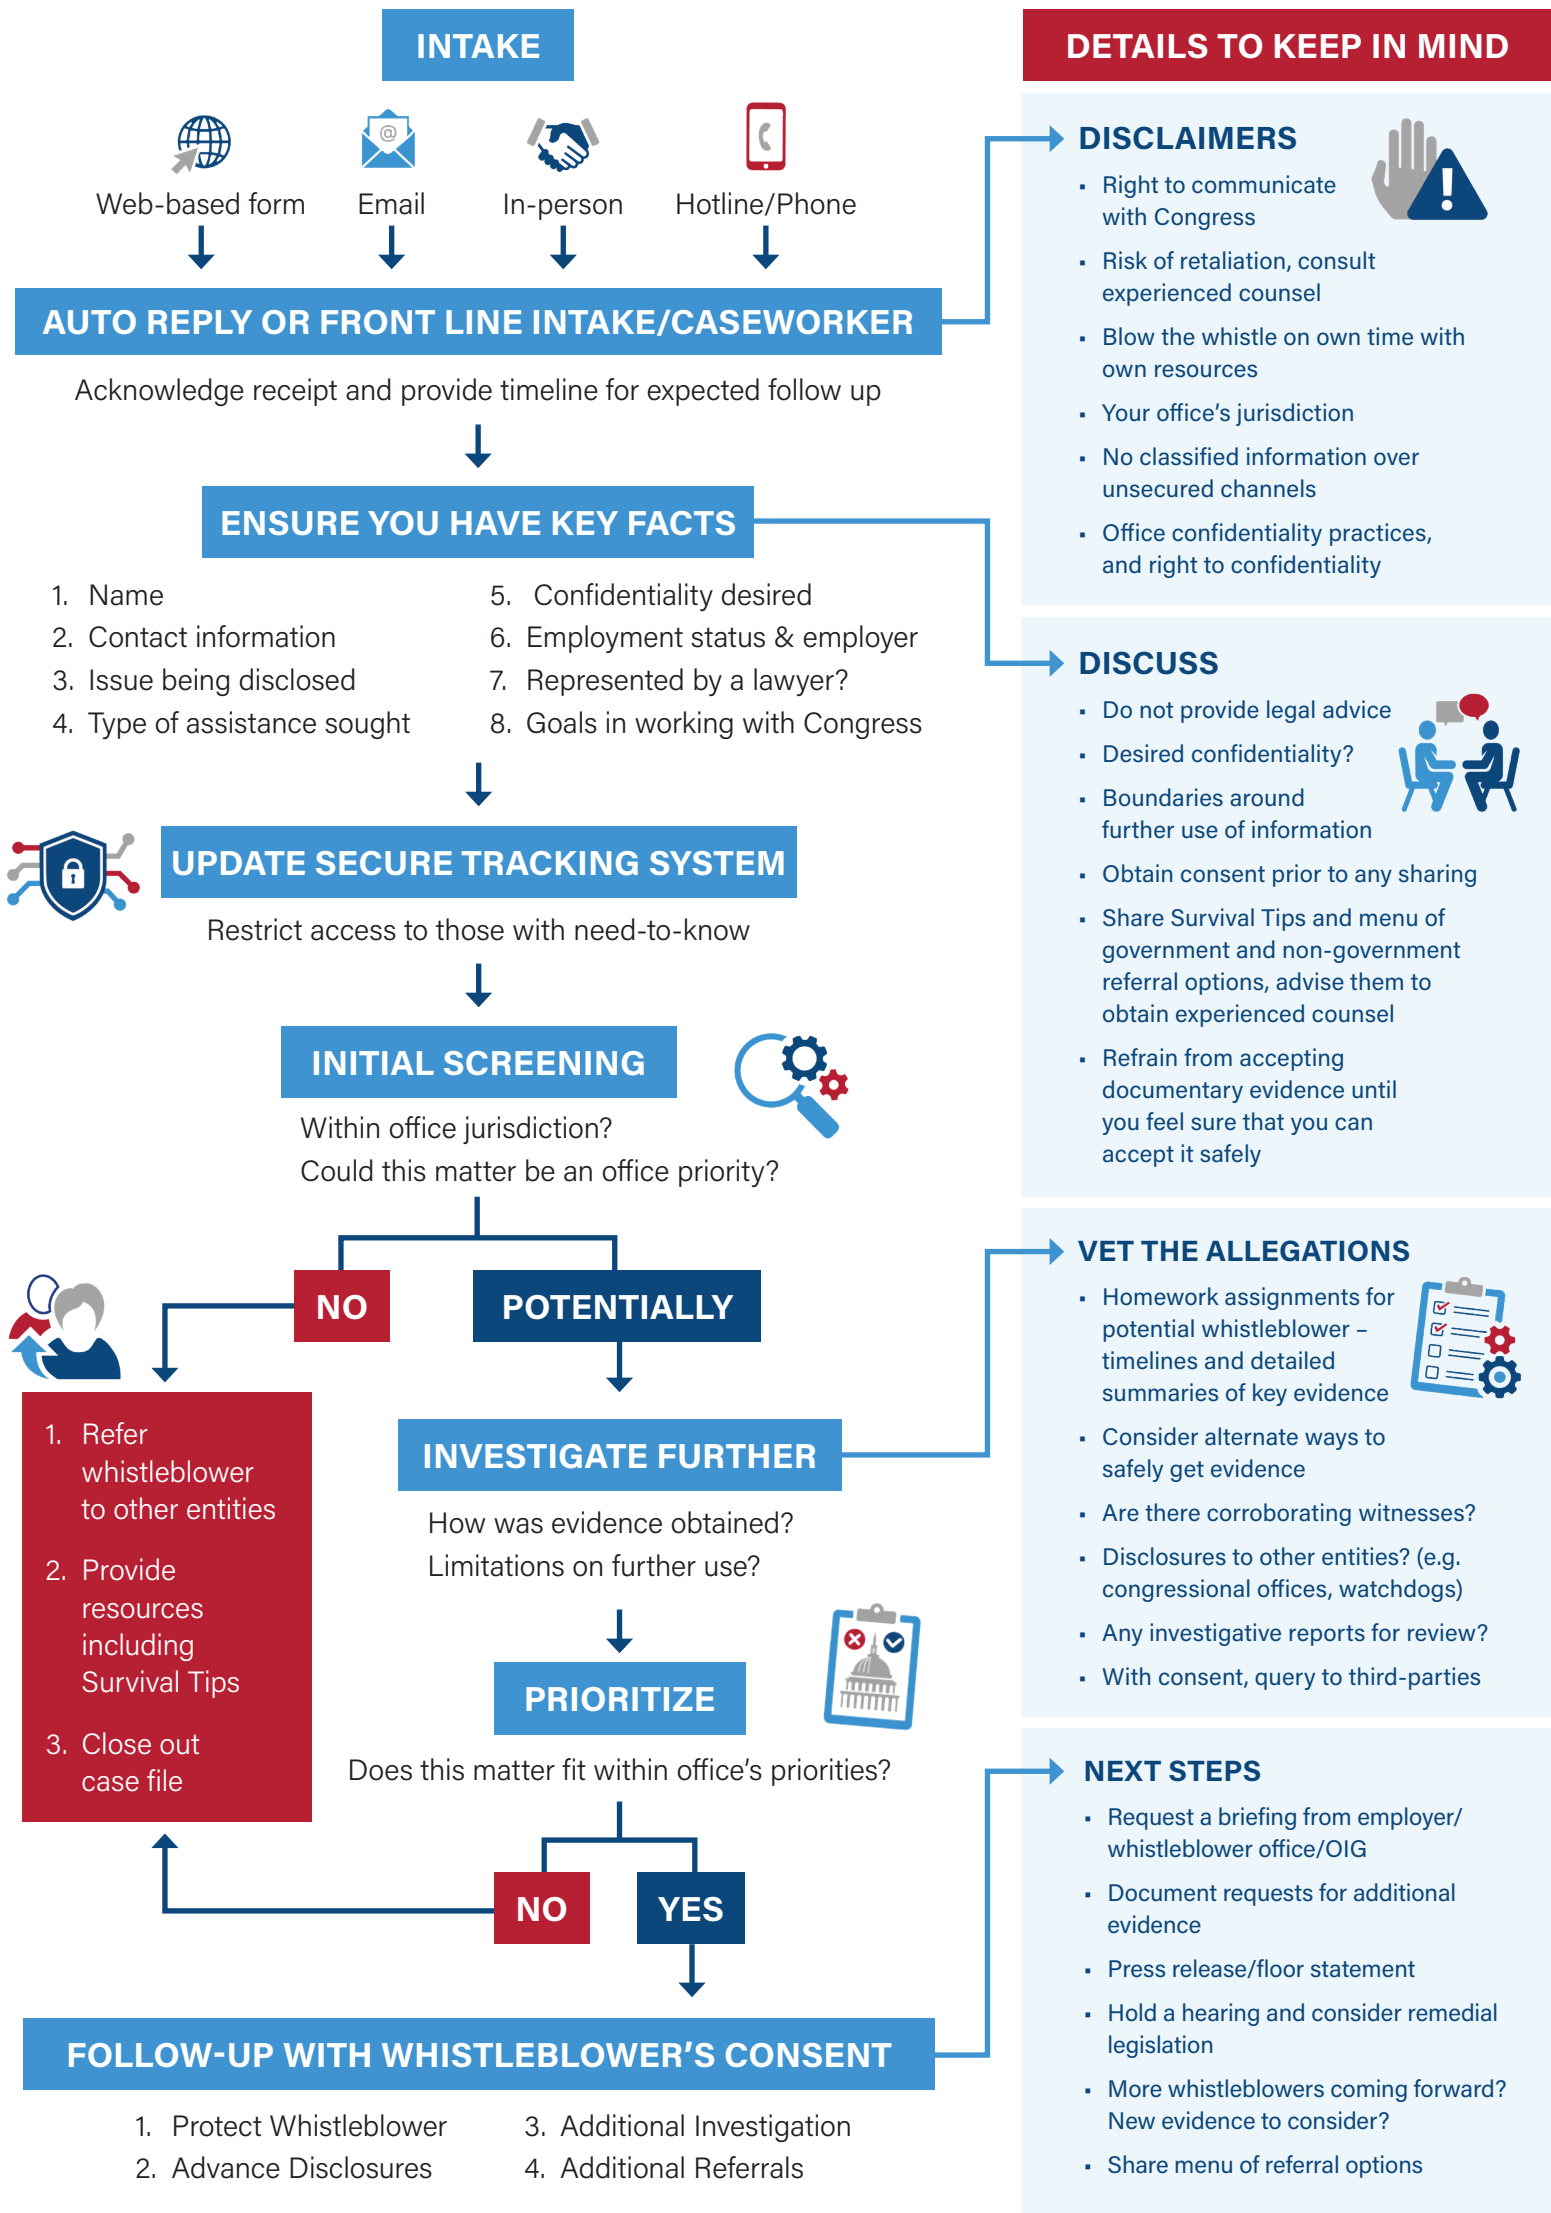 INTAKE
Web-based form
Email
In-person
Hotline/Phone
AUTO REPLY OR FRONT LINE INTAKE/CASEWORKER
Acknowledge receipt and provide timeline for expected follow up
ENSURE YOU HAVE KEY FACTS
1. Name
2. Contact information
3. Issue being disclosed
4. Type of assistance sought
5. Confidentiality desired
6. Employment status & employer
7. Represented by a lawyer?
8. Goals in working with Congress
UPDATE SECURE TRACKING SYSTEM
Restrict access to those with need-to-know
INITIAL SCREENING
Within office jurisdiction?
Could this matter be an office priority?
NO
POTENTIALLY
1. Refer
whistleblower
to other entities
2. Provide
resources
including
Survival Tips
3. Close out
case file
INVESTIGATE FURTHER
How was evidence obtained?
Limitations on further use?
PRIORITIZE
Does this matter fit within office's priorities?
NO
YES
FOLLOW-UP WITH WHISTLEBLOWER'S CONSENT
1. Protect Whistleblower
2. Advance Disclosures
3. Additional Investigation
4. Additional Referrals
DETAILS TO KEEP IN MIND
DISCLAIMERS
▪ Right to communicate
with Congress
▪ Risk of retaliation, consult
experienced counsel
▪ Blow the whistle on own time with
own resources
▪ Your office's jurisdiction
▪ No classified information over
unsecured channels
▪ Office confidentiality practices,
and right to confidentiality
DISCUSS
▪ Do not provide legal advice
▪ Desired confidentiality?
▪ Boundaries around
further use of information
▪ Obtain consent prior to any sharing
▪ Share Survival Tips and menu of
government and non-government
referral options, advise them to
obtain experienced counsel
▪ Refrain from accepting
documentary evidence until
you feel sure that you can
accept it safely
VET THE ALLEGATIONS
▪ Homework assignments for
potential whistleblower –
timelines and detailed
summaries of key evidence
▪ Consider alternate ways to
safely get evidence
▪ Are there corroborating witnesses?
▪ Disclosures to other entities? (e.g.
congressional offices, watchdogs)
▪ Any investigative reports for review?
▪ With consent, query to third-parties
NEXT STEPS
▪ Request a briefing from employer/
whistleblower office/OIG
▪ Document requests for additional
evidence
▪ Press release/floor statement
▪ Hold a hearing and consider remedial
legislation
▪ More whistleblowers coming forward?
New evidence to consider?
▪ Share menu of referral options